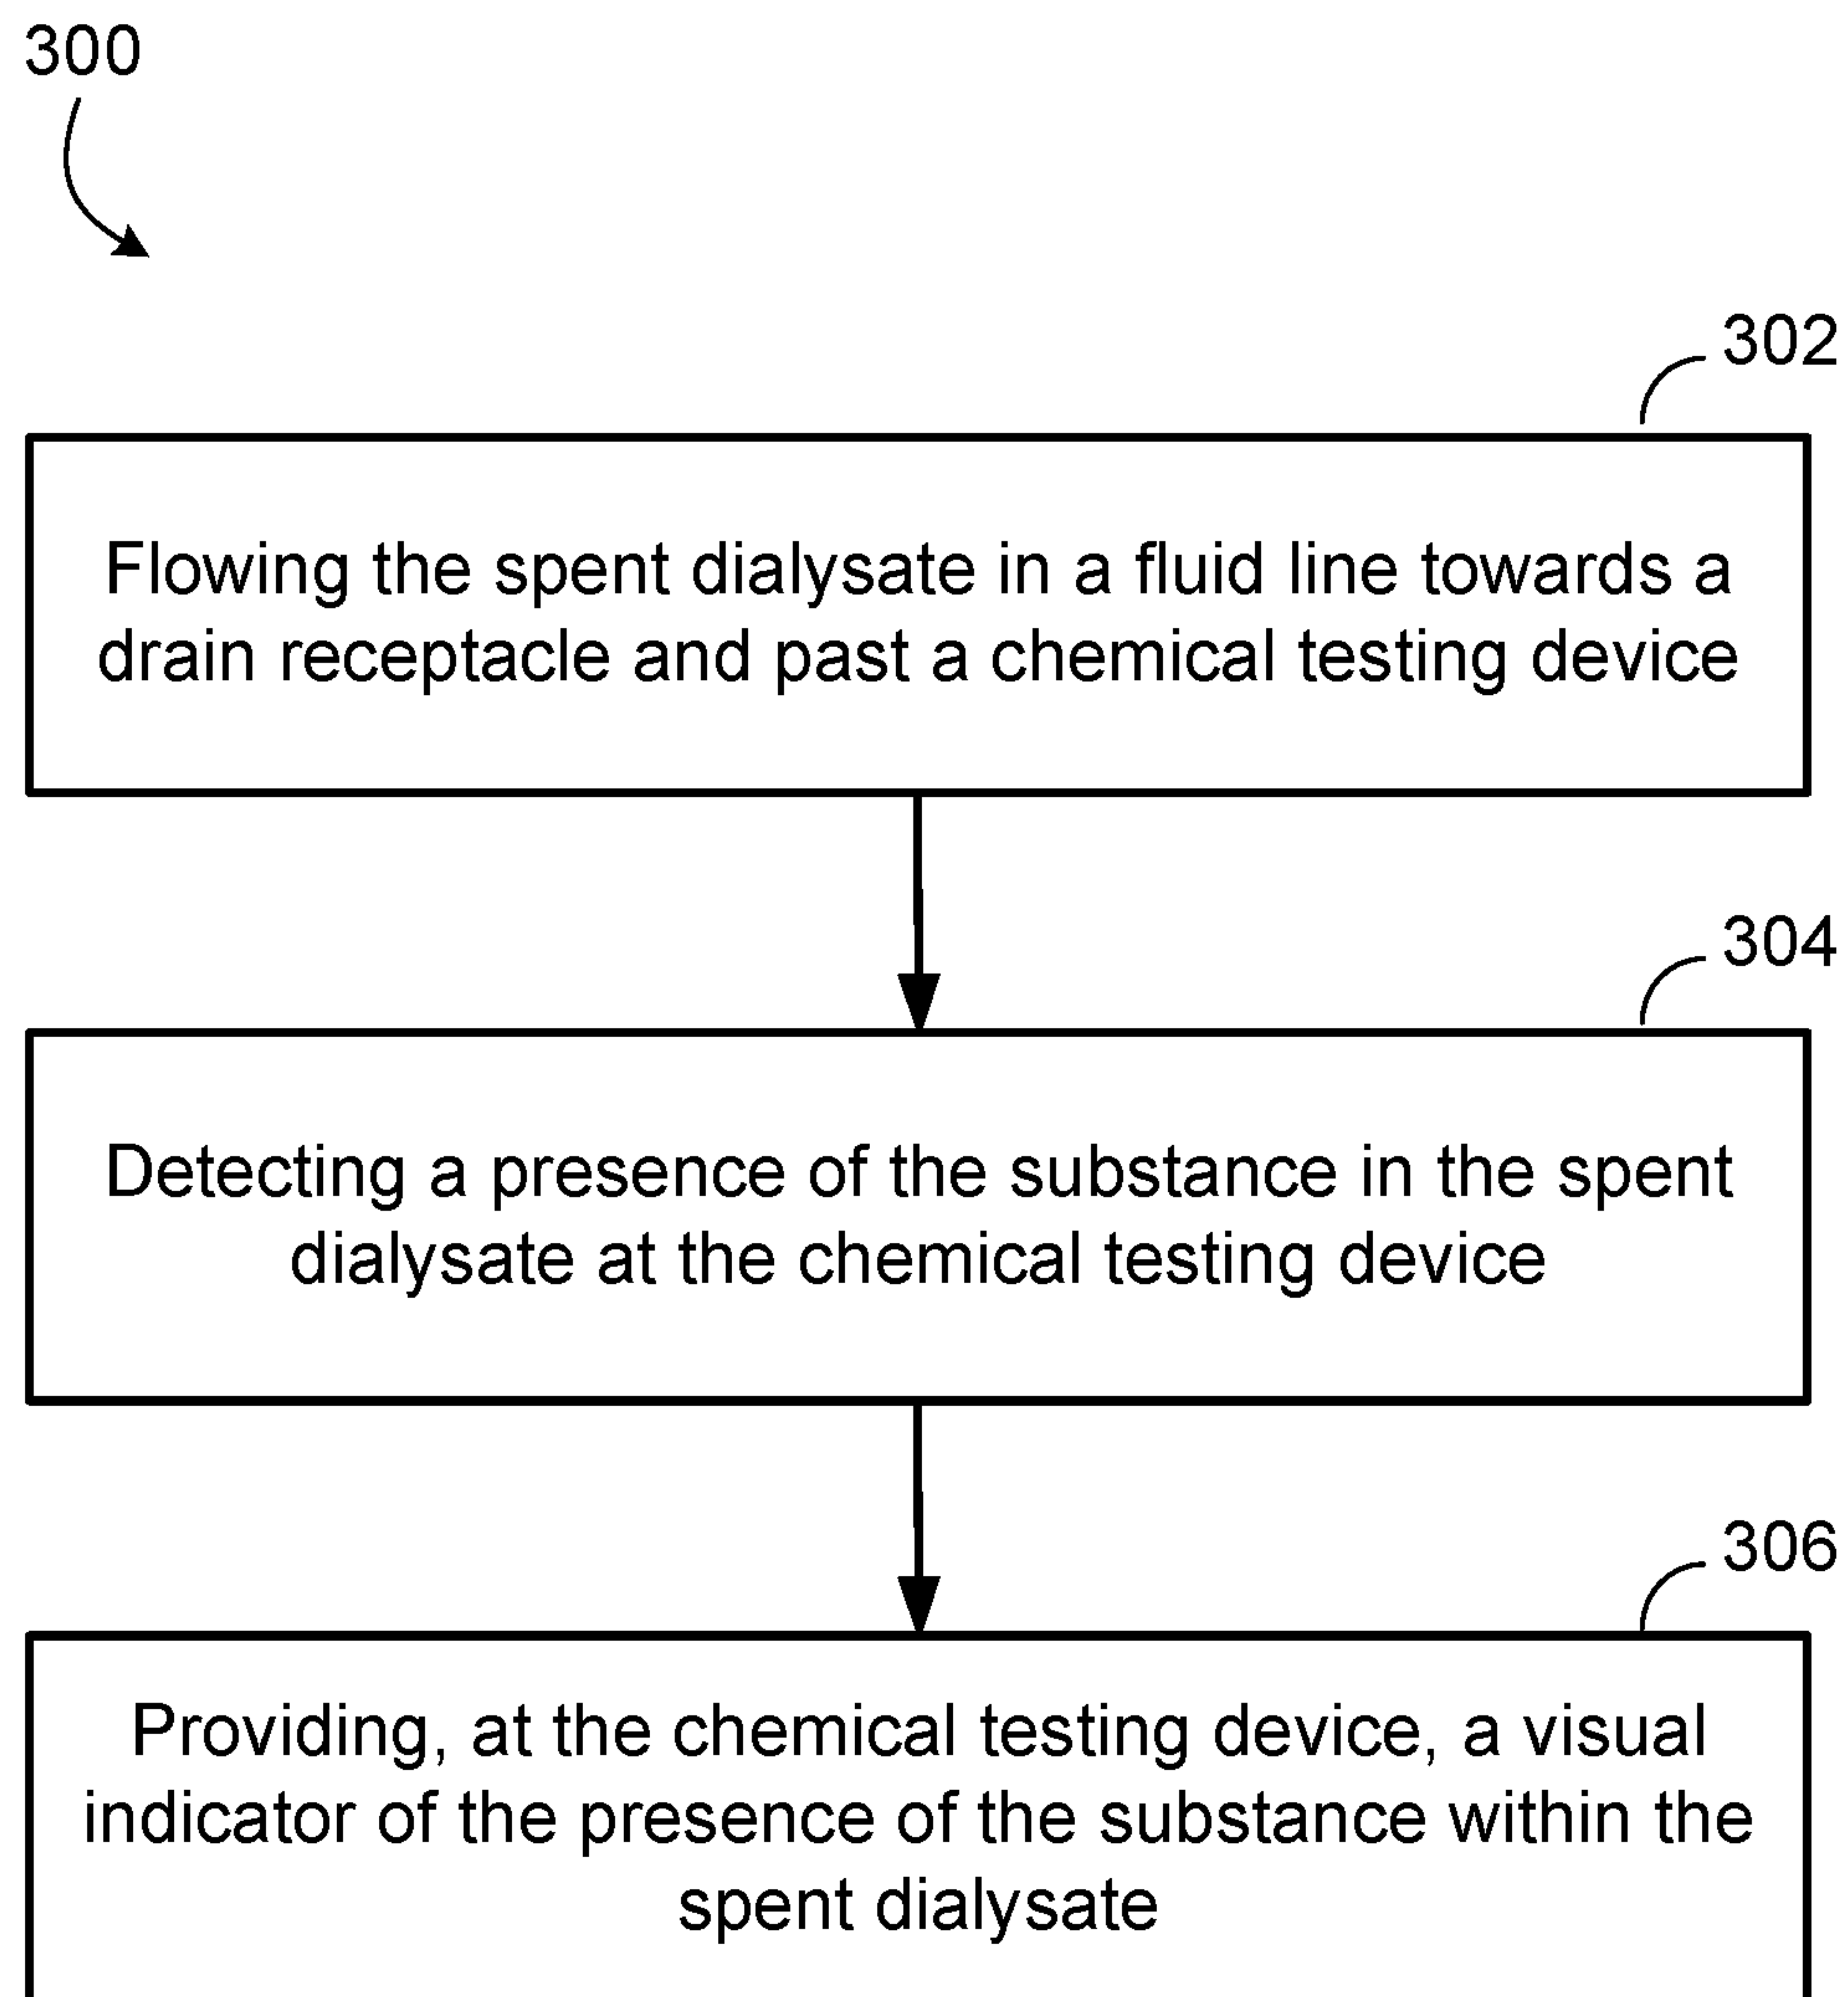 300
302
Flowing the spent dialysate in a fluid line towards a
drain receptacle and past a chemical testing device
304
Detecting a presence of the substance in the spent
dialysate at the chemical testing device
306
Providing, at the chemical testing device, a visual
indicator of the presence of the substance within the
spent dialysate